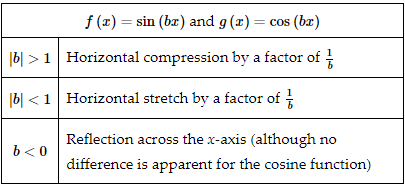 f (x) = sin (bx) and g (x) = cos (bx)
|b| > 1 Horizontal compression by a factor of 1/b
|b| < 1 Horizontal stretch by a factor of 1/b
b < 0 Reflection across the x-axis (although no
difference is apparent for the cosine function)